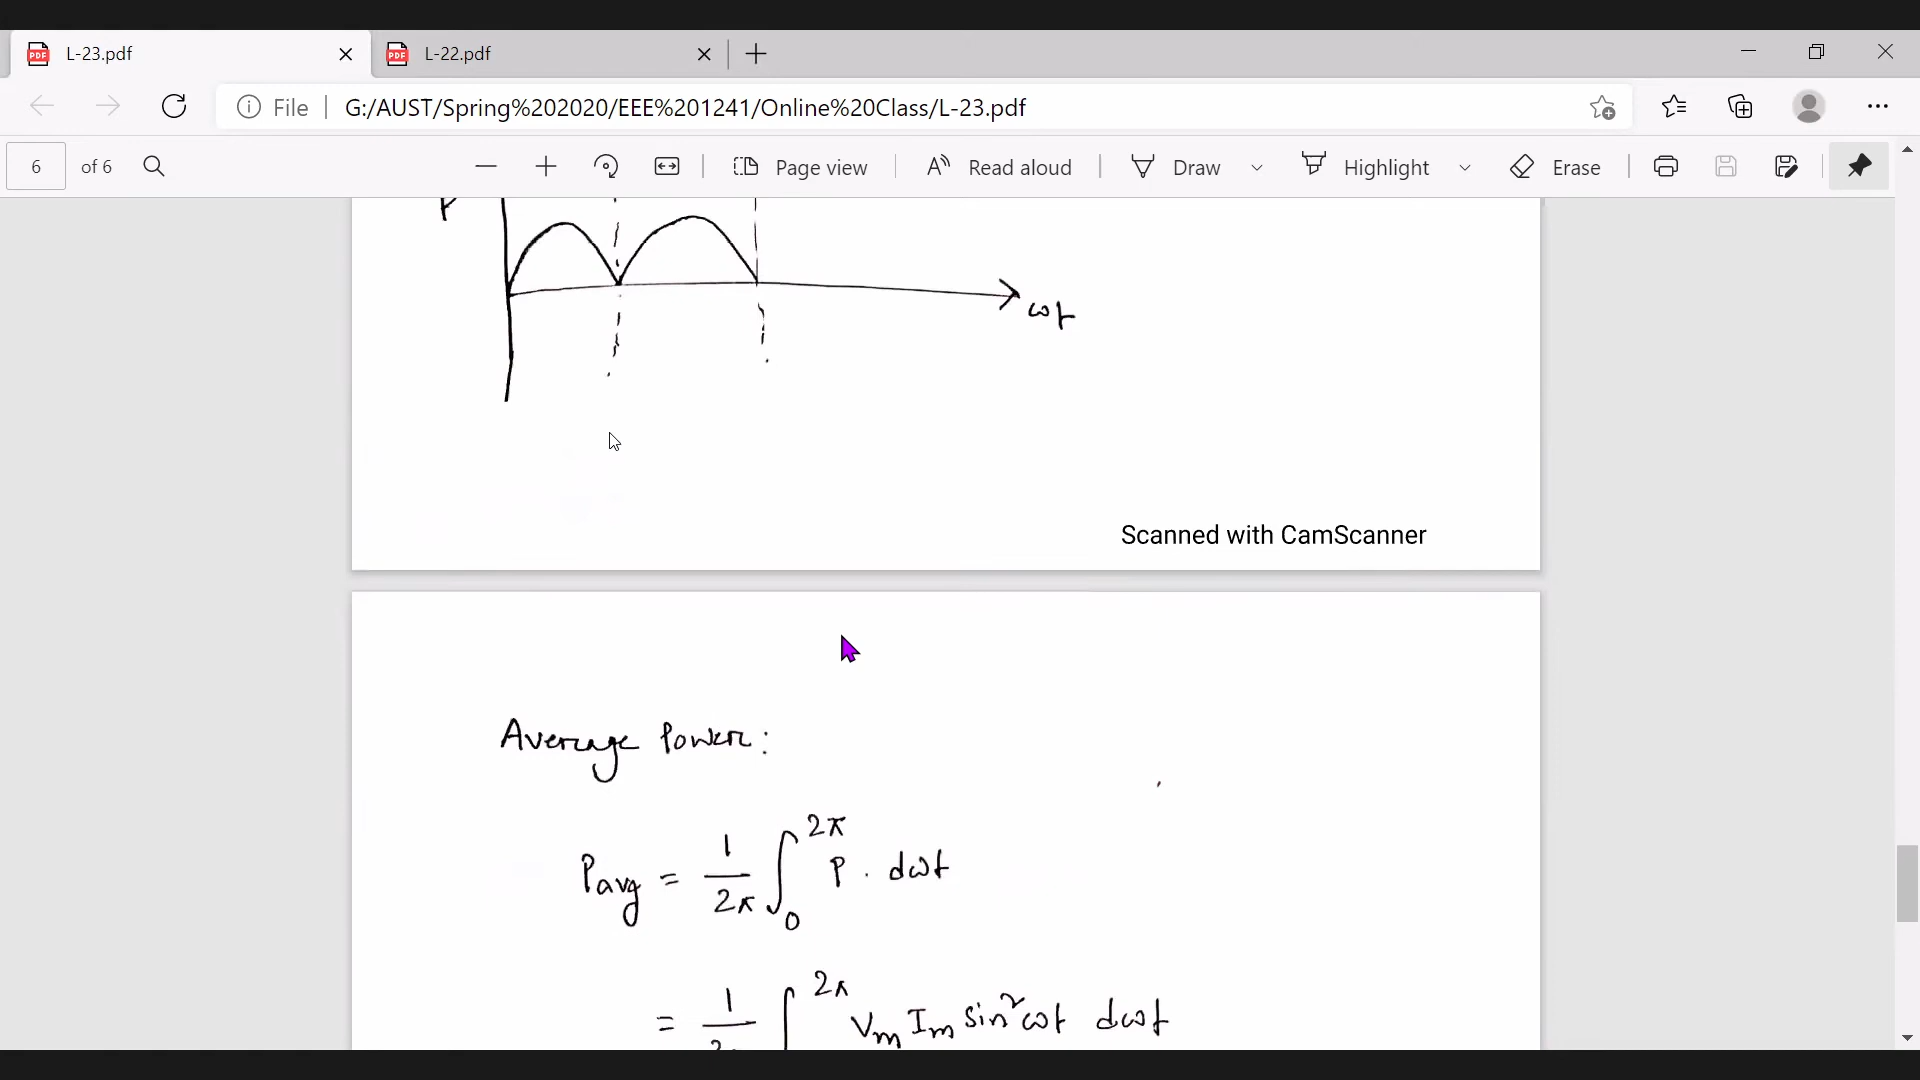 L-23.pdf
L-22.pdf
File | G:/AUST/Spring%202020/EEE%201241/Online%20Class/L-23.pdf
6 of 6
Page view
Read aloud
Draw
Highlight
Erase
P
ωt
Scanned with CamScanner
Average Power:
Pavg = 1/2π ∫₀^2π P . dωt
= 1/ ∫ 2π Vm Im Sin²ωt dωt